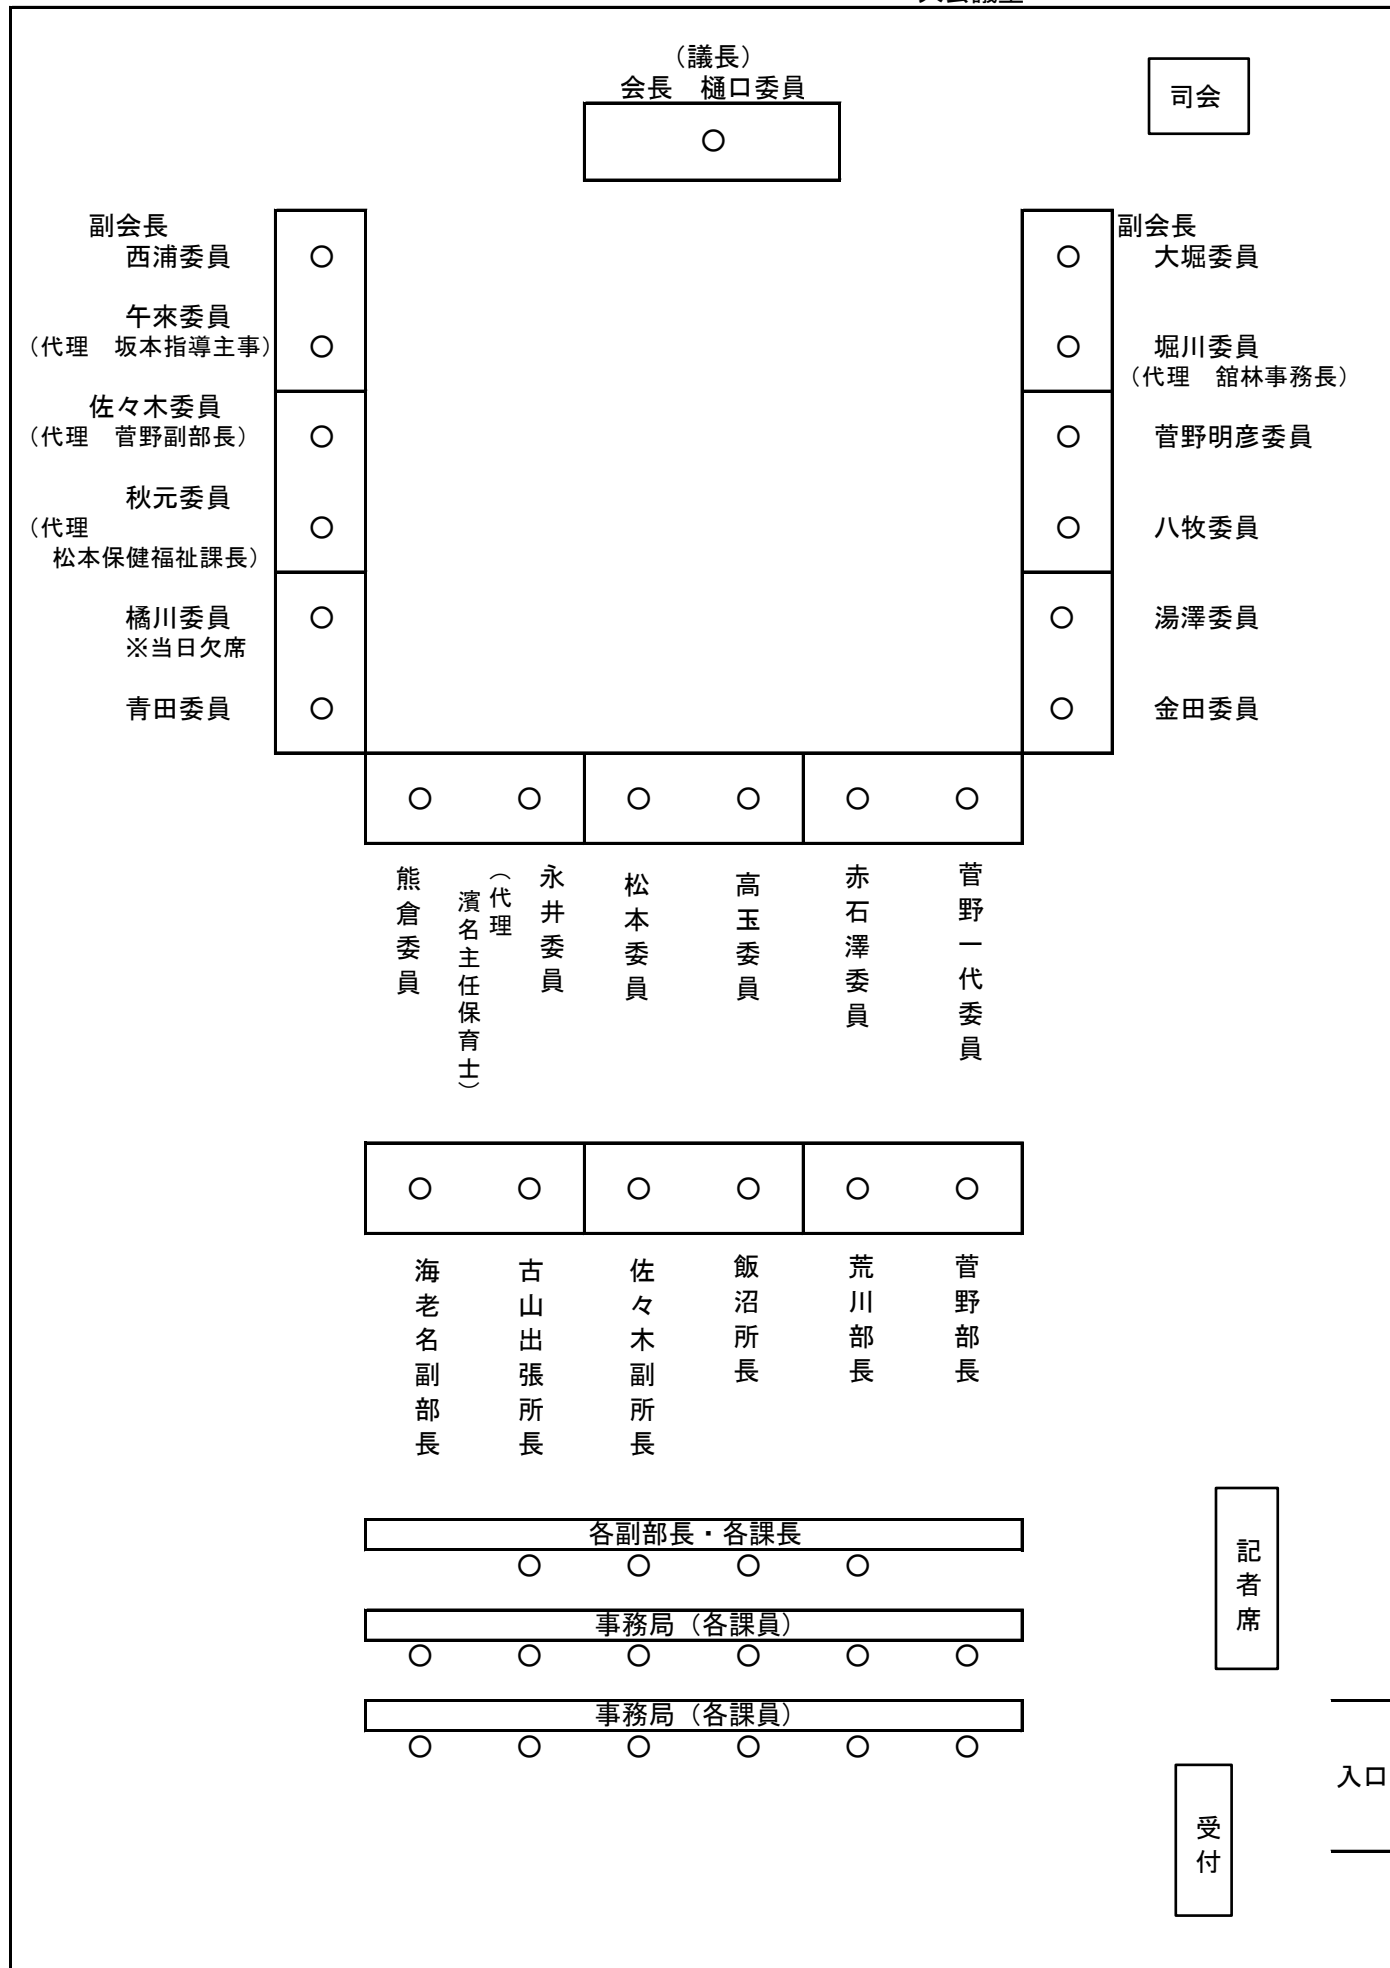 （議長）
会長　樋口委員
司会
副会長
西浦委員
午來委員
（代理　坂本指導主事）
佐々木委員
（代理　菅野副部長）
秋元委員
（代理
松本保健福祉課長）
橘川委員
※当日欠席
青田委員
副会長
大堀委員
堀川委員
（代理　舘林事務長）
菅野明彦委員
八牧委員
湯澤委員
金田委員
熊倉委員
永井委員
（代理
濱名主任保育士）
松本委員
高玉委員
赤石澤委員
菅野一代委員
海老名副部長
古山出張所長
佐々木副所長
飯沼所長
荒川部長
菅野部長
各副部長・各課長
事務局（各課員）
事務局（各課員）
記者席
入口
受付